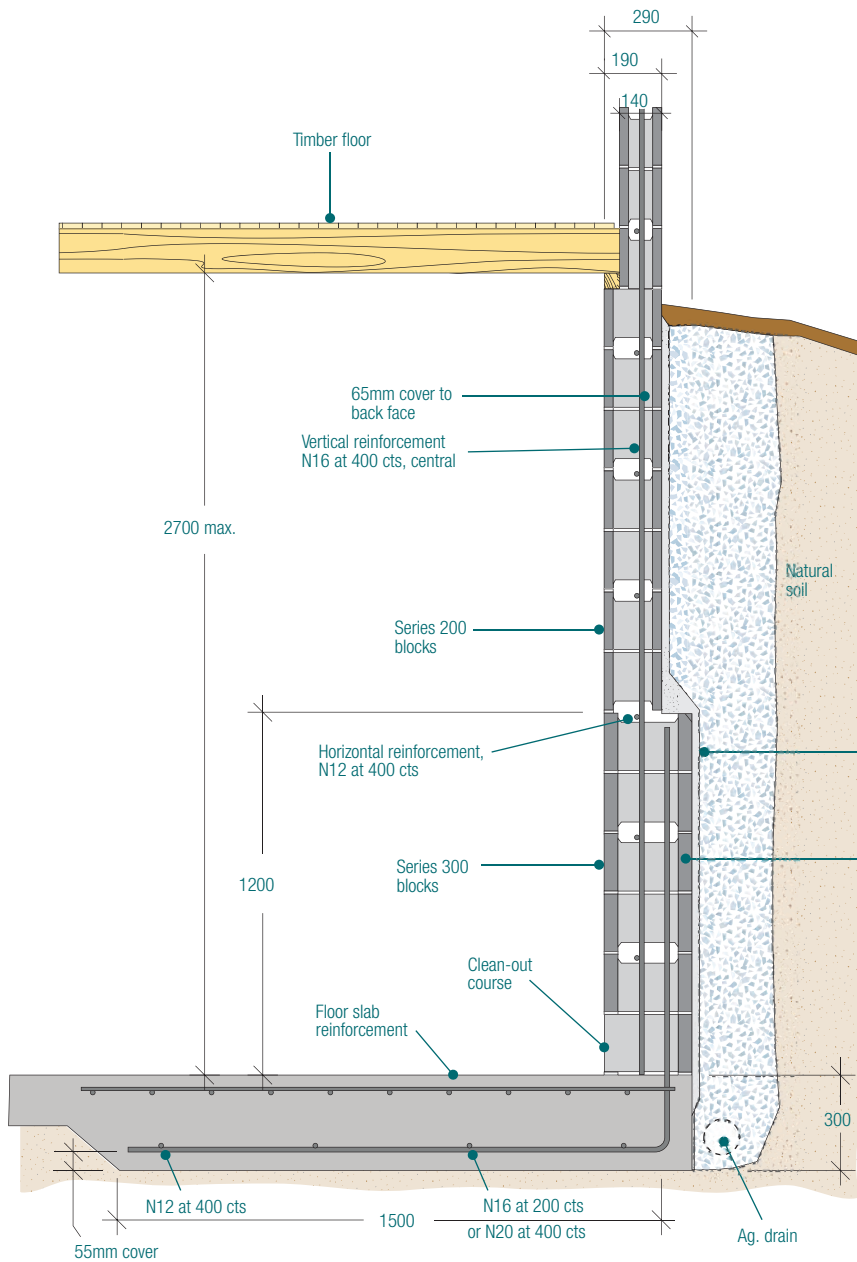 290
190
140
Timber floor
65mm cover to
back face
Vertical reinforcement
N16 at 400 cts, central
2700 max.
Natural
soil
Series 200
blocks
Horizontal reinforcement,
N12 at 400 cts
1200
Series 300
blocks
Clean-out
course
Floor slab
reinforcement
300
N12 at 400 cts
N16 at 200 cts
or N20 at 400 cts
1500
Ag. drain
55mm cover